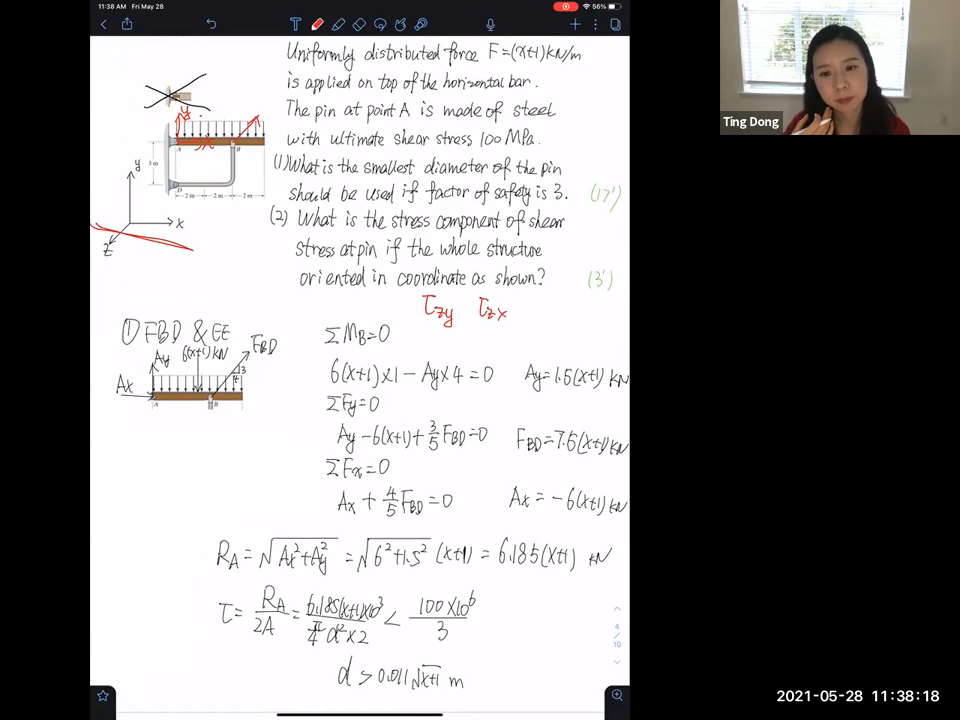 11:38 AM Fri May 28
56%
Uniformly distributed force F=(x+1)kN/m
is applied on top of the horizontal bar.
The pin at point A is made of steel
with ultimate shear stress 100 MPa.
(1) What is the smallest diameter of the pin
should be used if factor of safety is 3. (17')
(2) What is the stress component of shear
stress at pin if the whole structure
oriented in coordinate as shown? (3')
τzy τzx
y
A
B
3 m
D
2 m 2 m 2 m
y
x
z
① FBD & EE
Ay 6(x+1) kN FBD
3
4
Ax
A
B
ΣMB=0
6(x+1)×1 − Ay×4 = 0 Ay=1.5(x+1) kN
ΣFy=0
Ay−6(x+1)+3/5 FBD=0 FBD=7.5(x+1) kN
ΣFx=0
Ax + 4/5 FBD=0 Ax = −6(x+1) kN
RA = √(Ax²+Ay²) = √(6²+1.5²) (x+1) = 6.185(x+1) kN
τ = RA/2A = 6.185(x+1)×10³ / (π/4 d²×2) < 100×10⁶ / 3
d > 0.011√(x+1) m
4
/
10
Ting Dong
2021-05-28 11:38:18